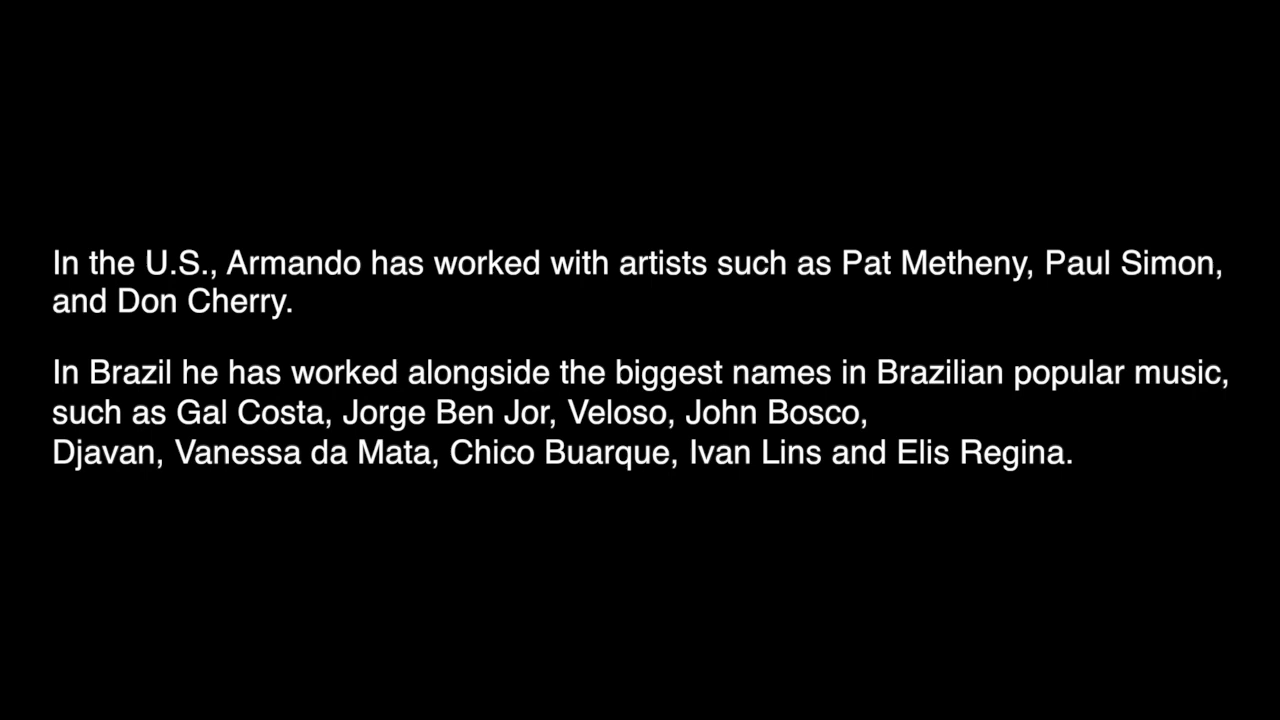 In the U.S., Armando has worked with artists such as Pat Metheny, Paul Simon,
and Don Cherry.
In Brazil he has worked alongside the biggest names in Brazilian popular music,
such as Gal Costa, Jorge Ben Jor, Veloso, John Bosco,
Djavan, Vanessa da Mata, Chico Buarque, Ivan Lins and Elis Regina.